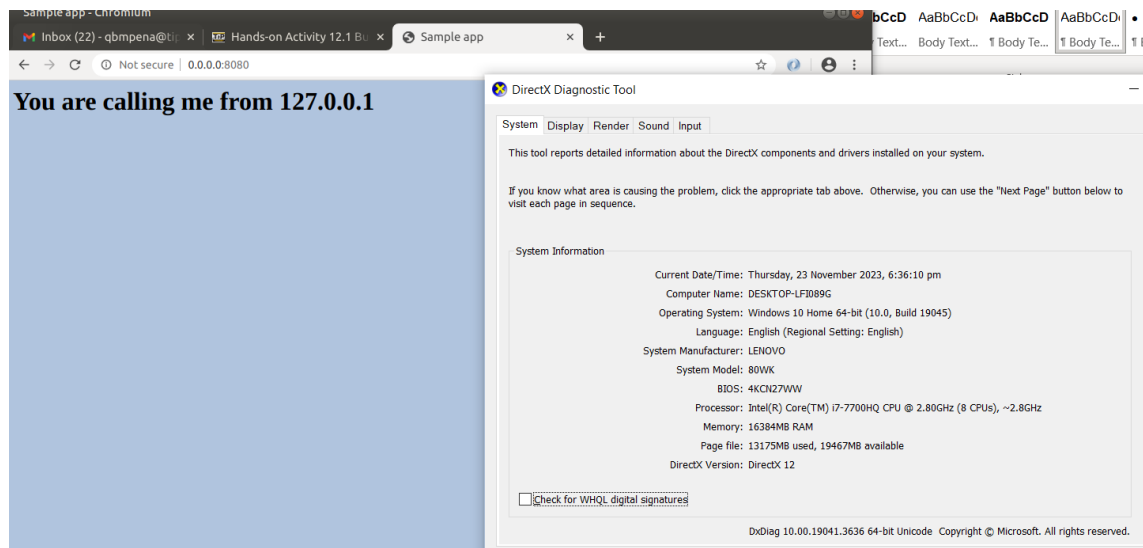 Sample app - Chromium
Inbox (22) - qbmpena@tip
Hands-on Activity 12.1 Bu
Sample app
Not secure | 0.0.0.0:8080
You are calling me from 127.0.0.1
bCcD AaBbCcDc AaBbCcD AaBbCcDc
Text... Body Text... ¶ Body Te... ¶ Body Te...
DirectX Diagnostic Tool
System Display Render Sound Input
This tool reports detailed information about the DirectX components and drivers installed on your system.
If you know what area is causing the problem, click the appropriate tab above. Otherwise, you can use the "Next Page" button below to
visit each page in sequence.
System Information
Current Date/Time: Thursday, 23 November 2023, 6:36:10 pm
Computer Name: DESKTOP-LFI089G
Operating System: Windows 10 Home 64-bit (10.0, Build 19045)
Language: English (Regional Setting: English)
System Manufacturer: LENOVO
System Model: 80WK
BIOS: 4KCN27WW
Processor: Intel(R) Core(TM) i7-7700HQ CPU @ 2.80GHz (8 CPUs), ~2.8GHz
Memory: 16384MB RAM
Page file: 13175MB used, 19467MB available
DirectX Version: DirectX 12
Check for WHQL digital signatures
DxDiag 10.00.19041.3636 64-bit Unicode Copyright © Microsoft. All rights reserved.